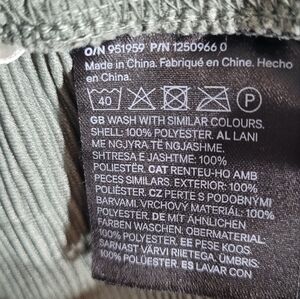 O/N 951959 P/N 1250966 0
Made in China. Fabriqué en Chine. Hecho
en China.
40 P
GB WASH WITH SIMILAR COLOURS.
SHELL: 100% POLYESTER. AL LANI
ME NGJYRA TË NGJASHME.
SHTRESA E JASHTME: 100%
POLIESTËR. CAT RENTEU-HO AMB
PECES SIMILARS. EXTERIOR: 100%
POLIÈSTER. CZ PERTE S PODOBNÝMI
BARVAMI. VRCHOVÝ MATERIÁL: 100%
POLYESTER. DE MIT ÄHNLICHEN
FARBEN WASCHEN. OBERMATERIAL:
100% POLYESTER. EE PESE KOOS
SARNAST VÄRVI RIIETEGA. ÜMBRIS:
100% POLÜESTER. ES LAVAR CON